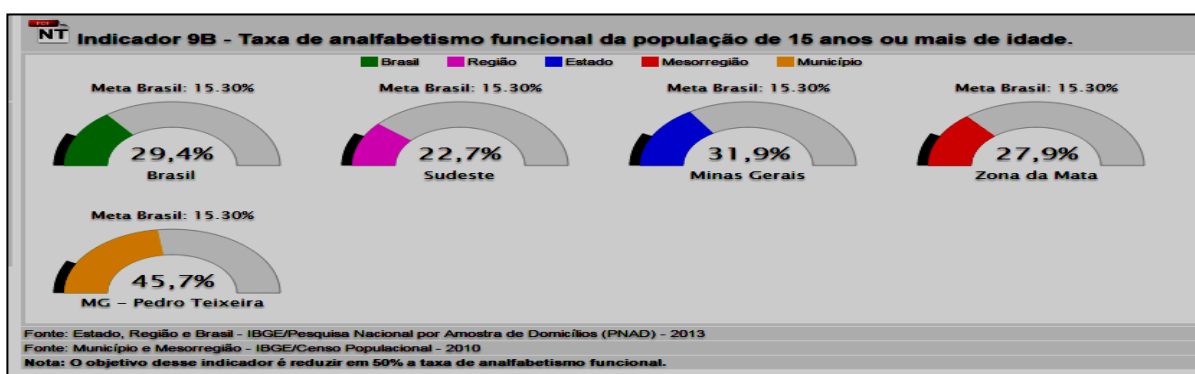 PDF
NT Indicador 9B - Taxa de analfabetismo funcional da população de 15 anos ou mais de idade.
Brasil Região Estado Mesorregião Município
Meta Brasil: 15.30% Meta Brasil: 15.30% Meta Brasil: 15.30% Meta Brasil: 15.30%
29,4% 22,7% 31,9% 27,9%
Brasil Sudeste Minas Gerais Zona da Mata
Meta Brasil: 15.30%
45,7%
MG - Pedro Teixeira
Fonte: Estado, Região e Brasil - IBGE/Pesquisa Nacional por Amostra de Domicílios (PNAD) - 2013
Fonte: Município e Mesorregião - IBGE/Censo Populacional - 2010
Nota: O objetivo desse indicador é reduzir em 50% a taxa de analfabetismo funcional.